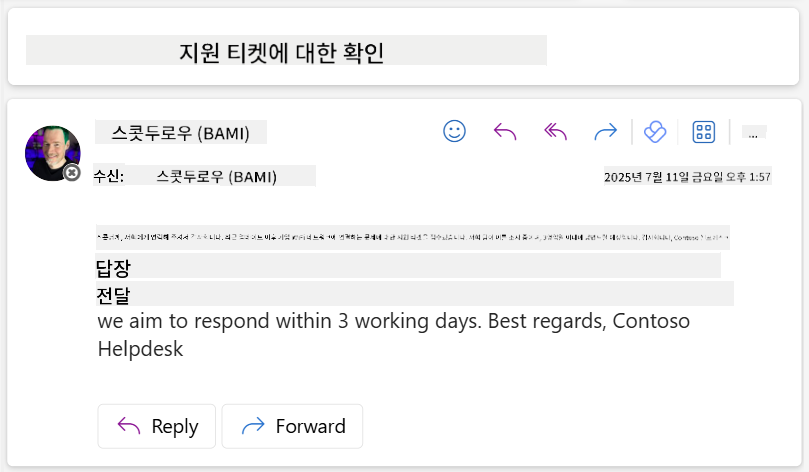 지원 티켓에 대한 확인
스콧두로우 (BAMI)
...
수신: 스콧두로우 (BAMI)
2025년 7월 11일 금요일 오후 1:57
답장
전달
we aim to respond within 3 working days. Best regards, Contoso
Helpdesk
Reply Forward